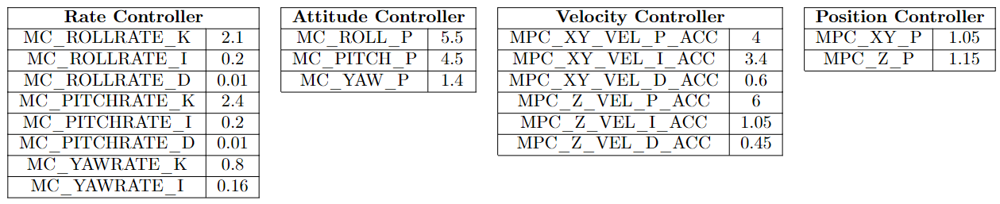 Rate Controller
MC_ROLLRATE_K 2.1
MC_ROLLRATE_I 0.2
MC_ROLLRATE_D 0.01
MC_PITCHRATE_K 2.4
MC_PITCHRATE_I 0.2
MC_PITCHRATE_D 0.01
MC_YAWRATE_K 0.8
MC_YAWRATE_I 0.16
Attitude Controller
MC_ROLL_P 5.5
MC_PITCH_P 4.5
MC_YAW_P 1.4
Velocity Controller
MPC_XY_VEL_P_ACC 4
MPC_XY_VEL_I_ACC 3.4
MPC_XY_VEL_D_ACC 0.6
MPC_Z_VEL_P_ACC 6
MPC_Z_VEL_I_ACC 1.05
MPC_Z_VEL_D_ACC 0.45
Position Controller
MPC_XY_P 1.05
MPC_Z_P 1.15